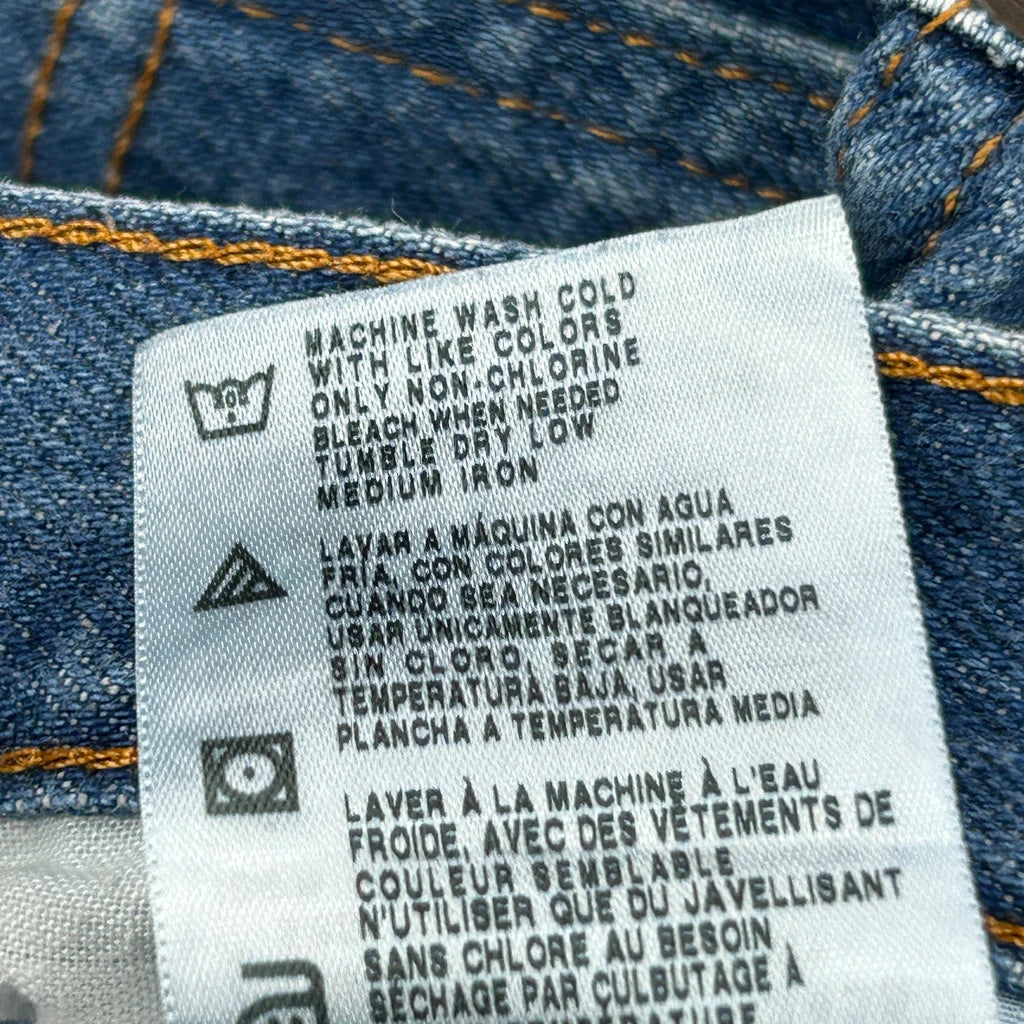 MACHINE WASH COLD
WITH LIKE COLORS
ONLY NON-CHLORINE
BLEACH WHEN NEEDED
TUMBLE DRY LOW
MEDIUM IRON
LAVAR A MÁQUINA CON AGUA
FRIA, CON COLORES SIMILARES
CUANDO SEA NECESARIO,
USAR UNICAMENTE BLANQUEADOR
SIN CLORO, SECAR A
TEMPERATURA BAJA, USAR
PLANCHA A TEMPERATURA MEDIA
LAVER À LA MACHINE À L'EAU
FROIDE, AVEC DES VÊTEMENTS DE
COULEUR SEMBLABLE
N'UTILISER QUE DU JAVELLISANT
SANS CHLORE AU BESOIN
SÉCHAGE PAR CULBUTAGE À